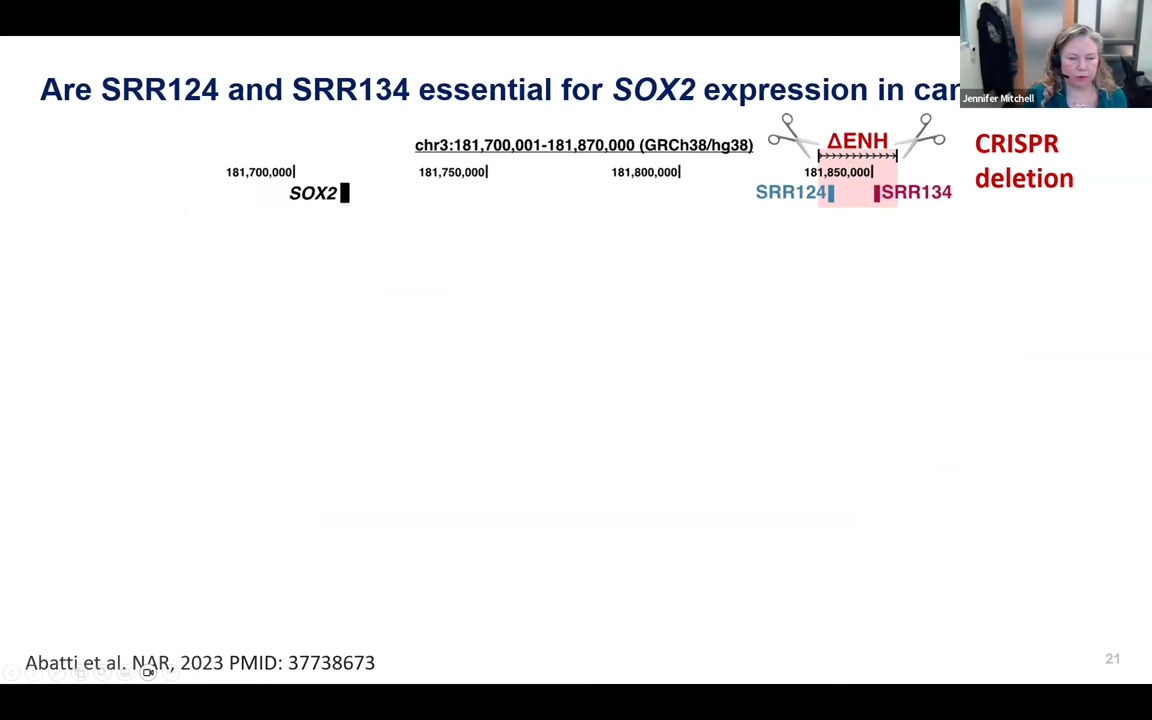 Are SRR124 and SRR134 essential for SOX2 expression in can
Jennifer Mitchell
chr3:181,700,001-181,870,000 (GRCh38/hg38)
ΔENH
CRISPR
deletion
181,700,000
181,750,000
181,800,000
181,850,000
SOX2
SRR124
SRR134
Abatti et al. NAR, 2023 PMID: 37738673
21